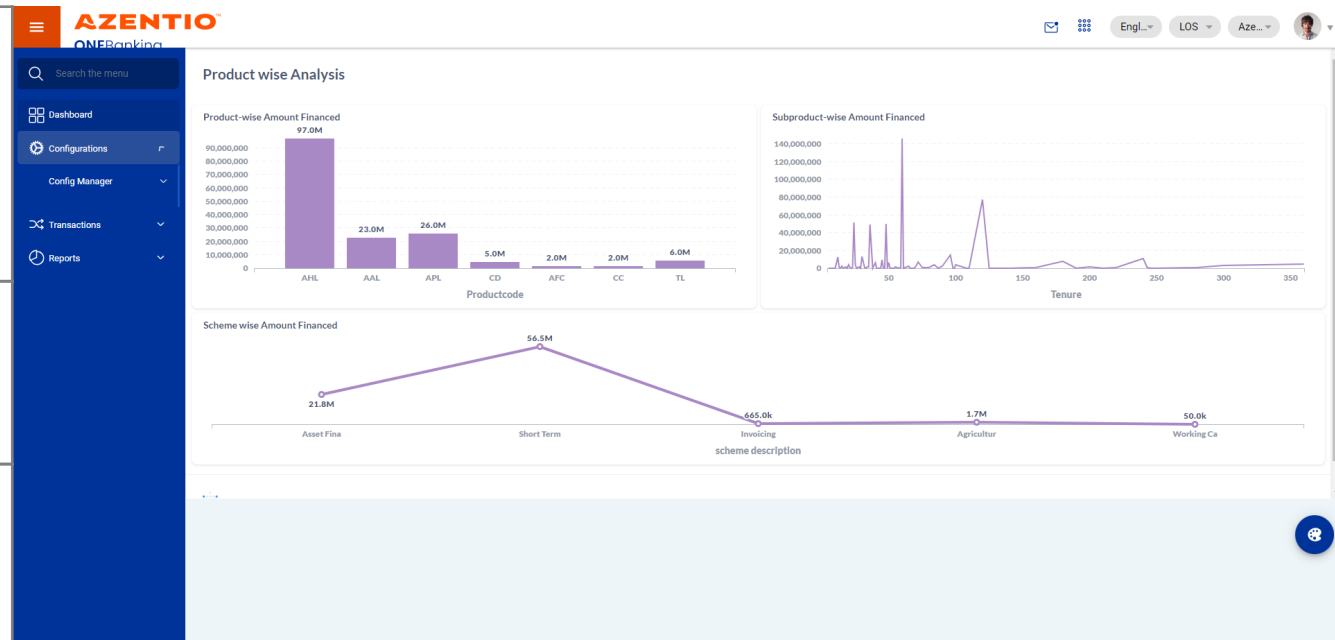 AZENTIO
ONEBanking
Engl...
LOS
Aze...
Search the menu
Dashboard
Configurations
Config Manager
Transactions
Reports
Product wise Analysis
Product-wise Amount Financed
97.0M
90,000,000
80,000,000
70,000,000
60,000,000
50,000,000
40,000,000
30,000,000
20,000,000
10,000,000
0
23.0M
26.0M
5.0M
2.0M
2.0M
6.0M
AHL AAL APL CD AFC CC TL
Productcode
Subproduct-wise Amount Financed
140,000,000
120,000,000
100,000,000
80,000,000
60,000,000
40,000,000
20,000,000
0
50 100 150 200 250 300 350
Tenure
Scheme wise Amount Financed
56.5M
21.8M
665.0k
1.7M
50.0k
Asset Fina Short Term Invoicing Agricultur Working Ca
scheme description